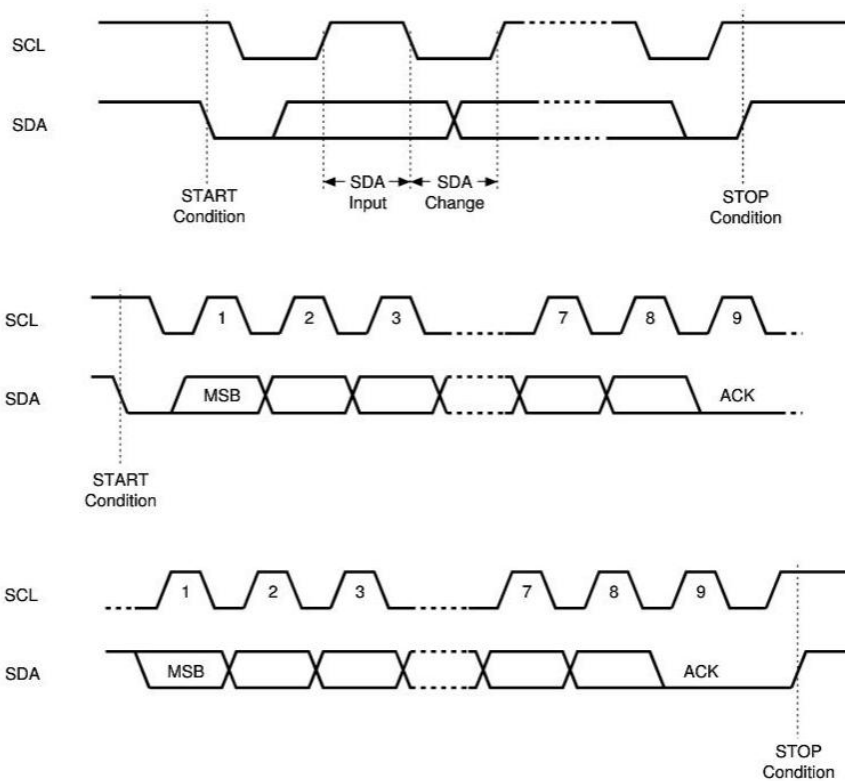 SCL
SDA
START
Condition
SDA
Input
SDA
Change
STOP
Condition
SCL
1 2 3 7 8 9
SDA
MSB ACK
START
Condition
SCL
1 2 3 7 8 9
SDA
MSB ACK
STOP
Condition